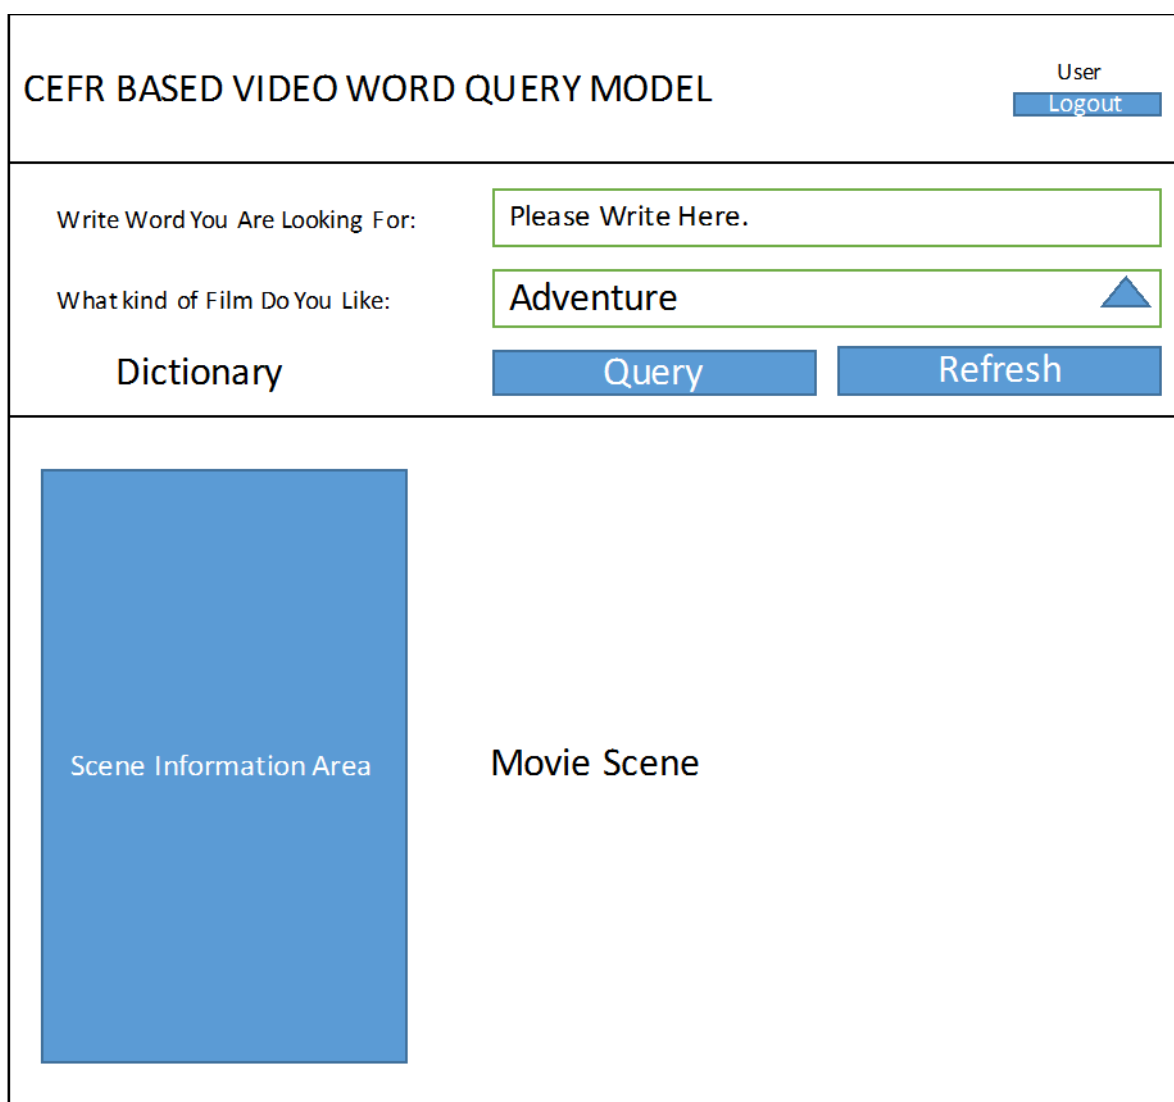 CEFR BASED VIDEO WORD QUERY MODEL
User
Logout
Write Word You Are Looking For:
Please Write Here.
What kind of Film Do You Like:
Adventure
Dictionary
Query
Refresh
Scene Information Area
Movie Scene